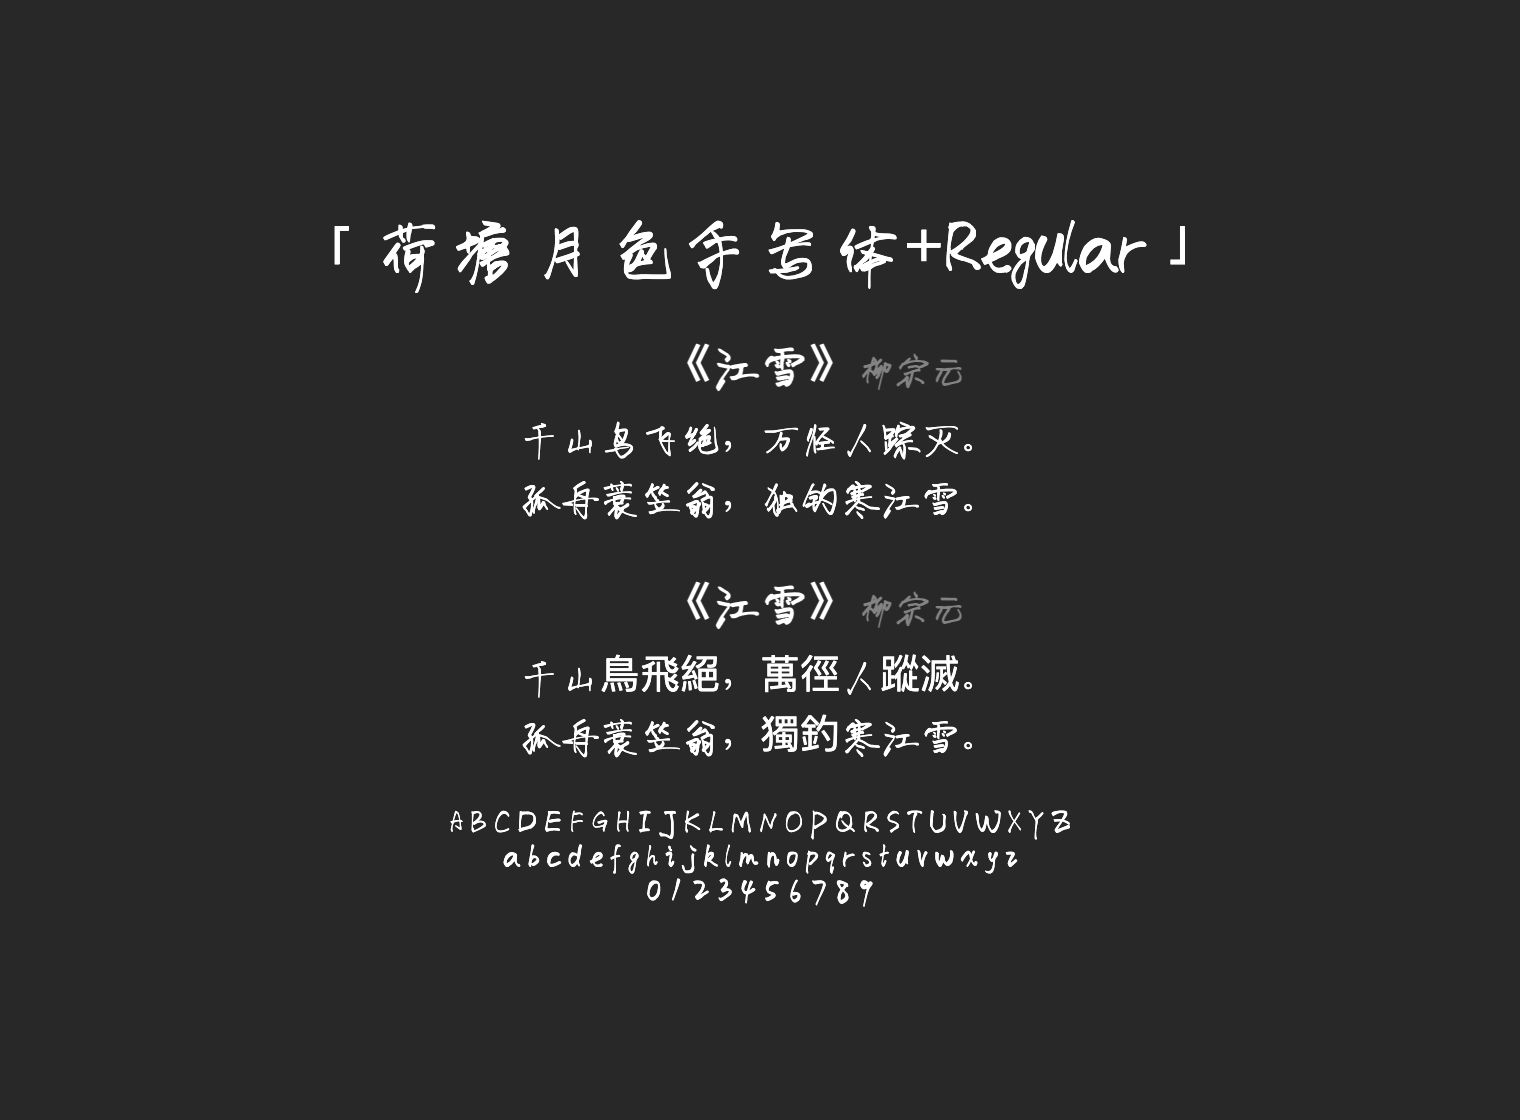 「荷塘月色手写体+Regular」
《江雪》 柳宗元
千山鸟飞绝，万径人踪灭。
孤舟蓑笠翁，独钓寒江雪。
《江雪》 柳宗元
千山鳥飛絕，萬徑人蹤滅。
孤舟蓑笠翁，獨釣寒江雪。
ABCDEFGHIJKLMNOPQRSTUVWXYZ
abcdefghijklmnopqrstuvwxyz
0123456789